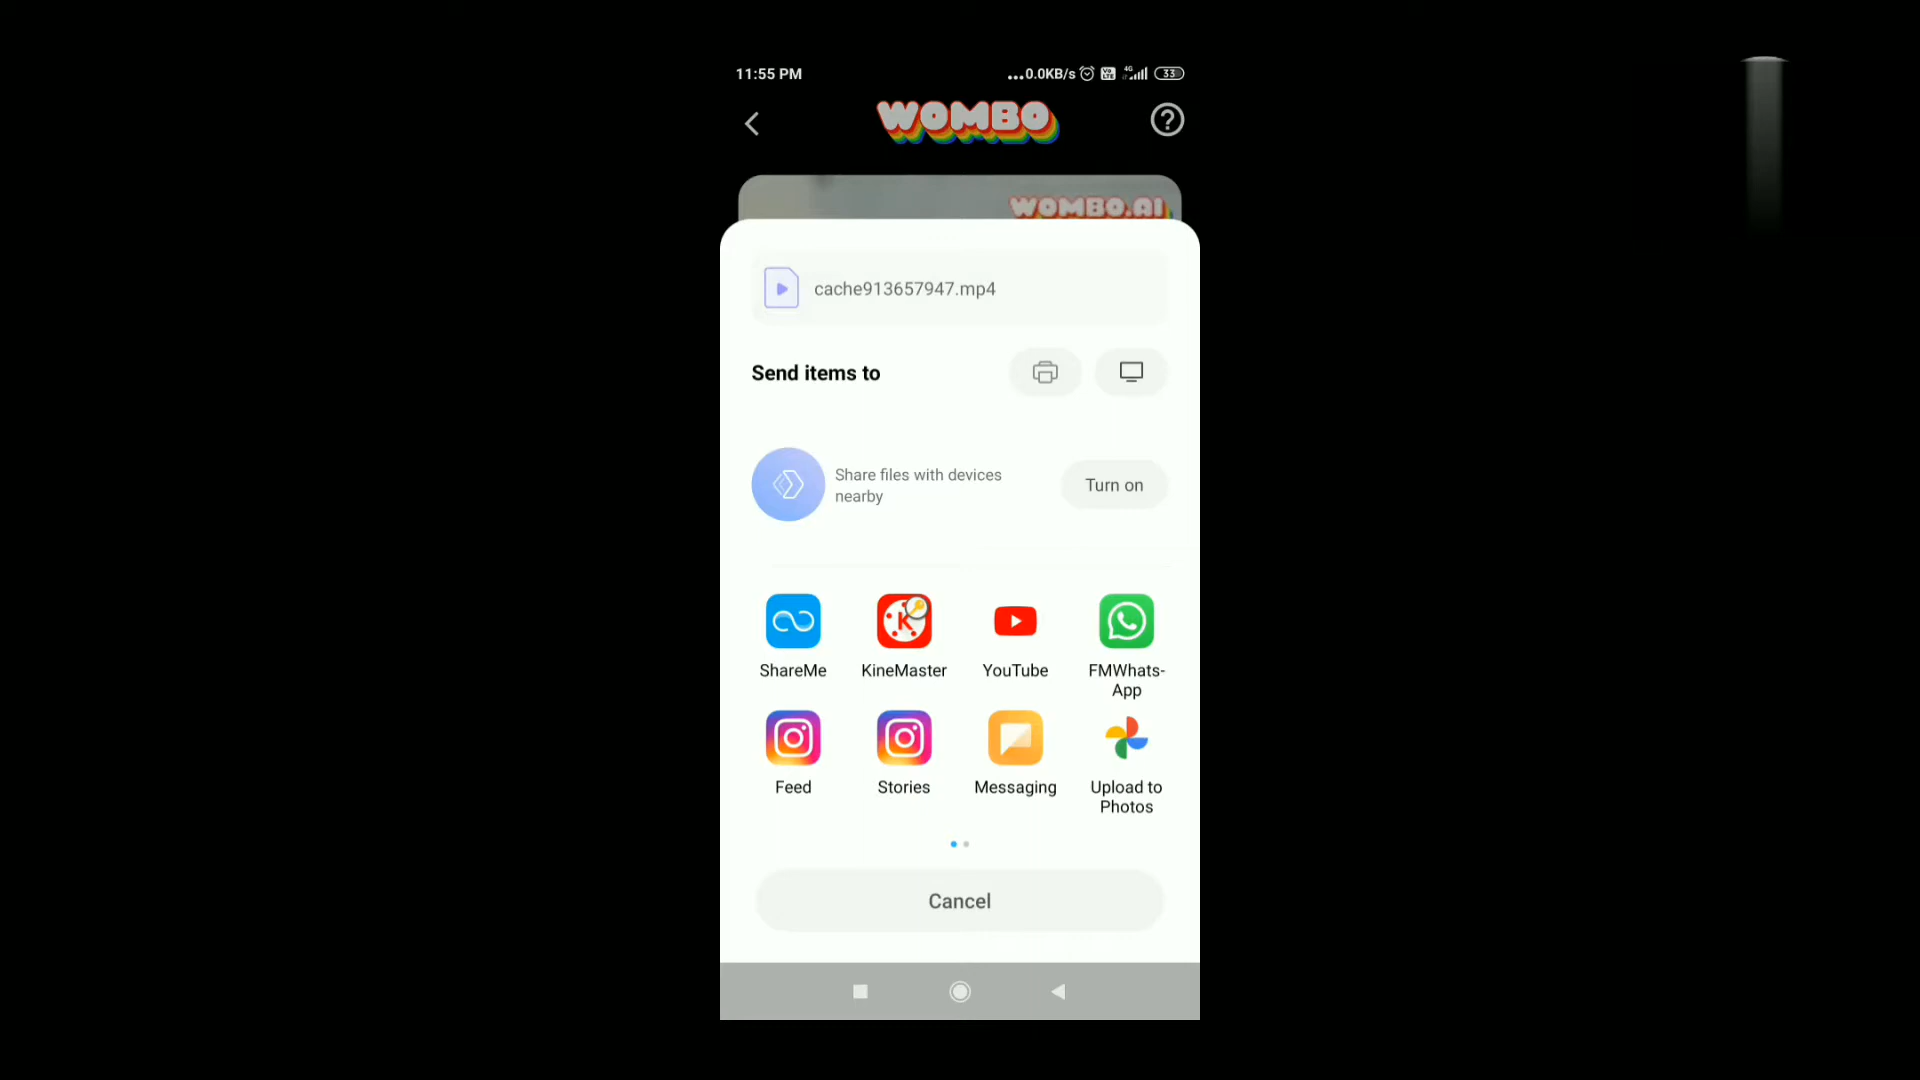 11:55 PM
...0.0KB/s 4G 33
WOMBO
WOMBO.AI
cache913657947.mp4
Send items to
Share files with devices
nearby
Turn on
ShareMe
KineMaster
YouTube
FMWhats-
App
Feed
Stories
Messaging
Upload to
Photos
Cancel